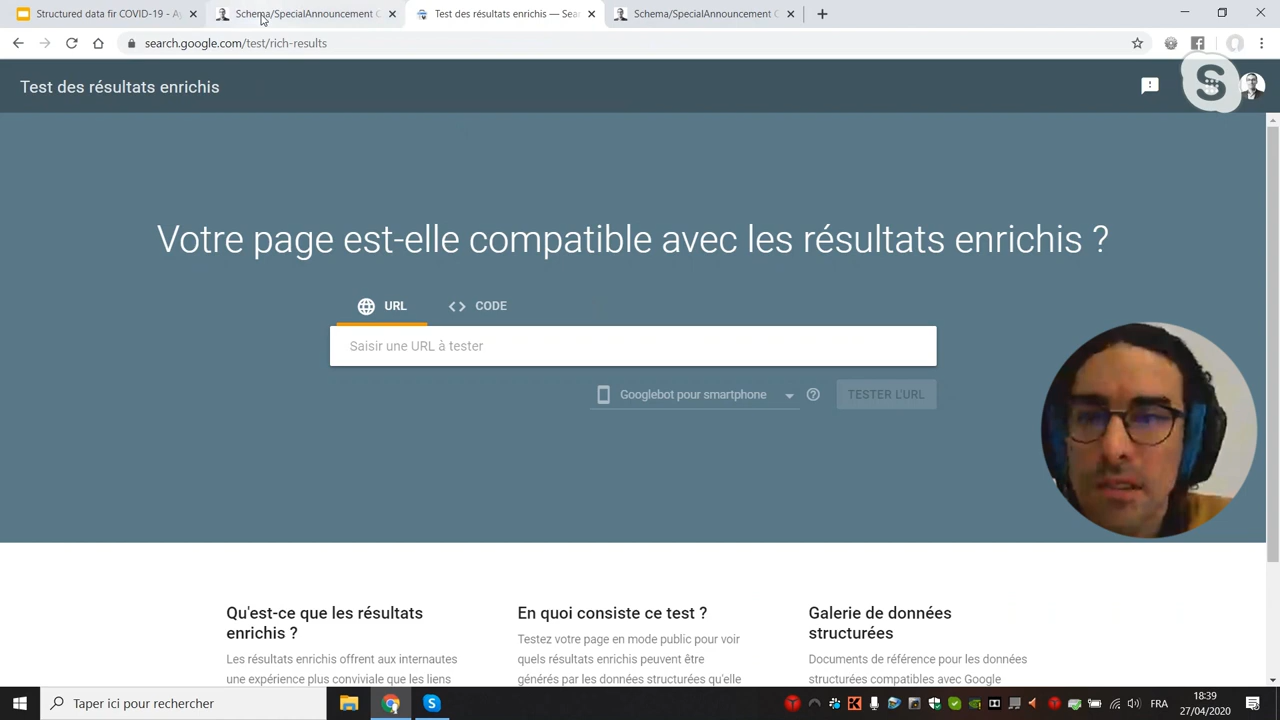 Structured data fir COVID-19 - Ay
Schema/SpecialAnnouncement C
Test des résultats enrichis — Sear
Schema/SpecialAnnouncement C
search.google.com/test/rich-results
Test des résultats enrichis
S
Votre page est-elle compatible avec les résultats enrichis ?
URL
<> CODE
Saisir une URL à tester
Googlebot pour smartphone
TESTER L'URL
Qu'est-ce que les résultats
enrichis ?
Les résultats enrichis offrent aux internautes
une expérience plus conviviale que les liens
En quoi consiste ce test ?
Testez votre page en mode public pour voir
quels résultats enrichis peuvent être
générés par les données structurées qu'elle
Galerie de données
structurées
Documents de référence pour les données
structurées compatibles avec Google
Taper ici pour rechercher
FRA
18:39
27/04/2020